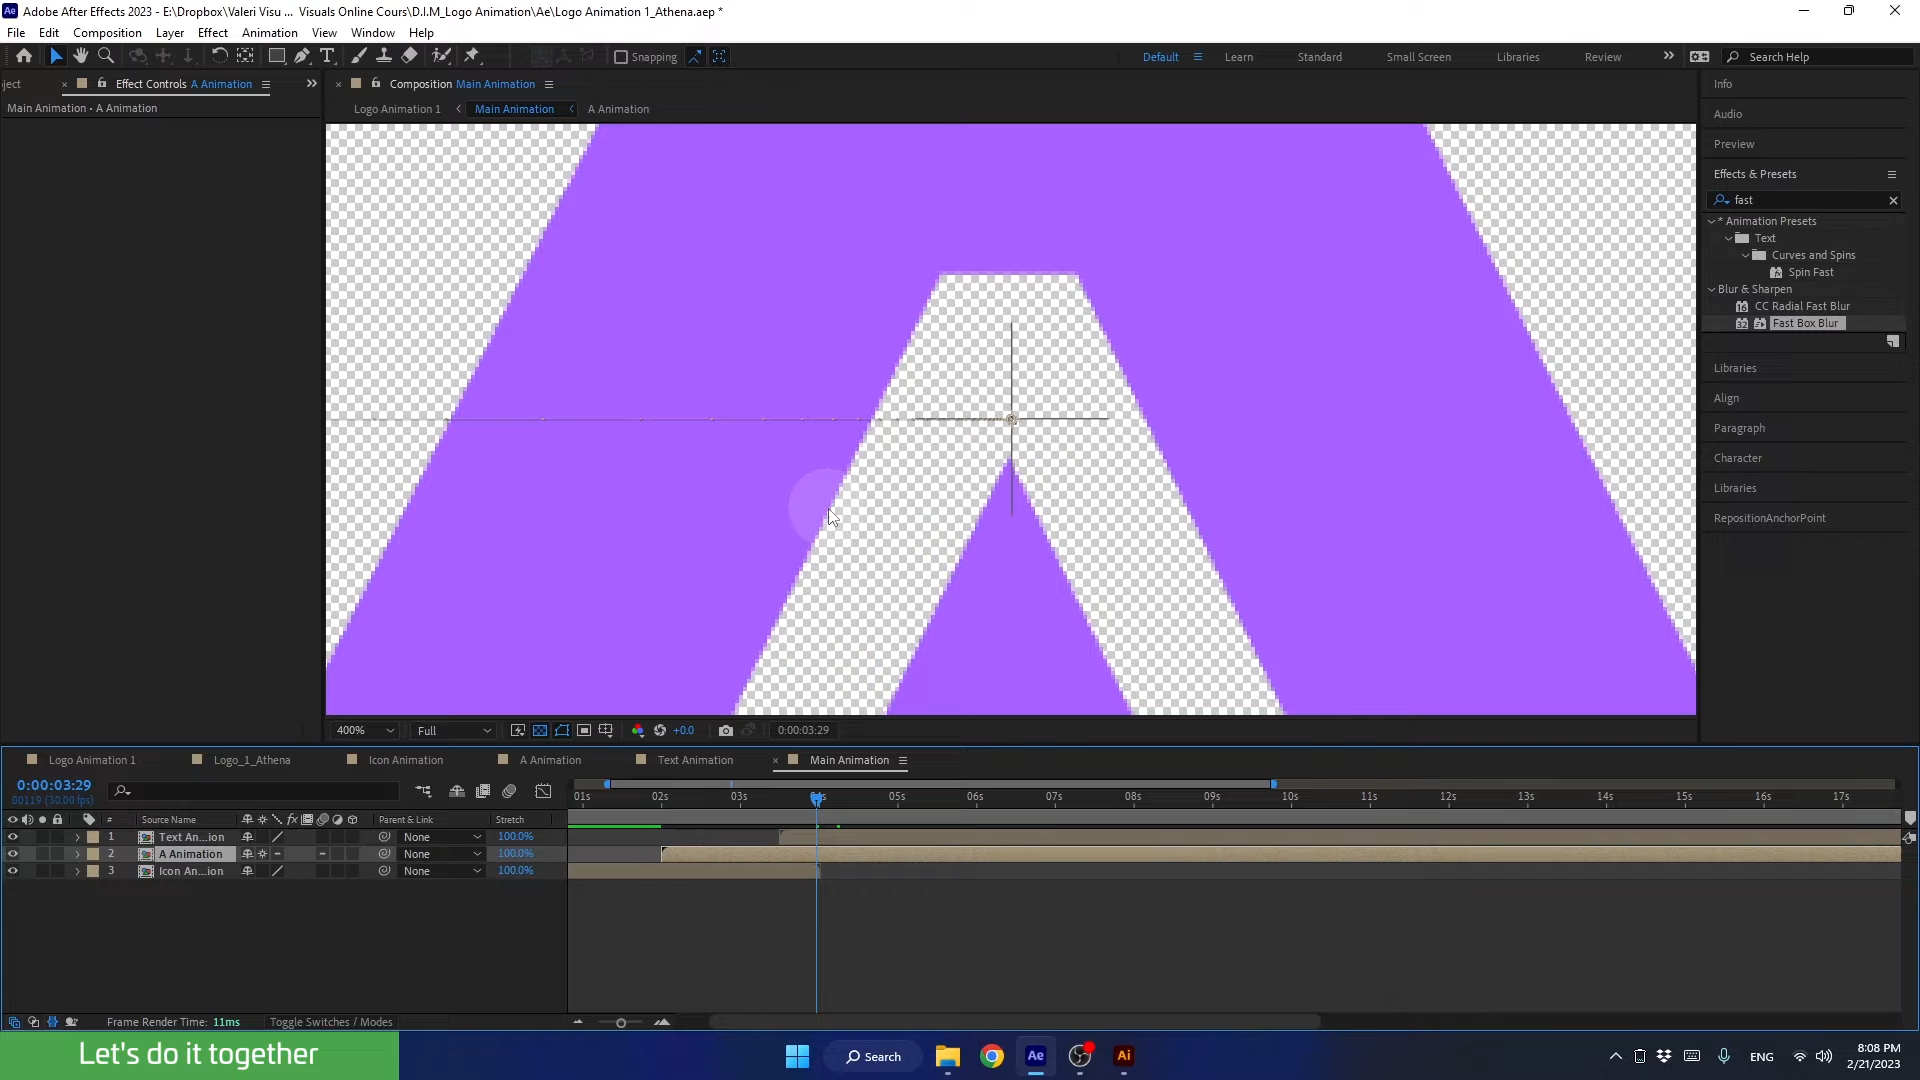 Adobe After Effects 2023 - E:\Dropbox\Valeri Visu ... Visuals Online Cours\D.I.M_Logo Animation\Ae\Logo Animation 1_Athena.aep *
File Edit Composition Layer Effect Animation View Window Help
Snapping Default Learn Standard Small Screen Libraries Review Search Help
ject Effect Controls A Animation Composition Main Animation Info
Main Animation • A Animation Logo Animation 1 Main Animation A Animation
Audio
Preview
Effects & Presets
fast
* Animation Presets
Text
Curves and Spins
Spin Fast
Blur & Sharpen
CC Radial Fast Blur
Fast Box Blur
Libraries
Align
Paragraph
Character
Libraries
RepositionAnchorPoint
400% Full +0.0 0:00:03:29
Logo Animation 1 Logo_1_Athena Icon Animation A Animation Text Animation Main Animation
0:00:03:29
00119 (30.00 fps)
01s 02s 03s 05s 06s 07s 08s 09s 10s 11s 12s 13s 14s 15s 16s 17s
# Source Name Parent & Link Stretch
1 Text An...ion None 100.0%
2 A Animation None 100.0%
3 Icon An...ion None 100.0%
Frame Render Time: 11ms Toggle Switches / Modes
Let's do it together
Search
ENG
8:08 PM
2/21/2023